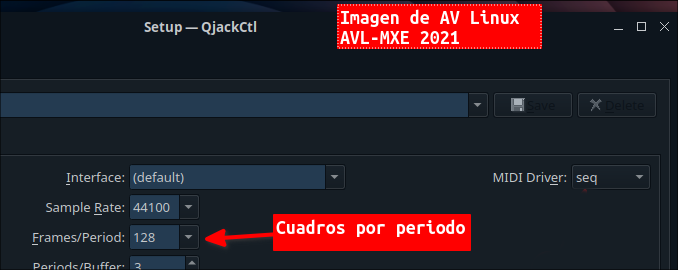 Imagen de AV Linux
AVL-MXE 2021
Setup — QjackCtl
Save
Delete
Interface: (default)
MIDI Driver: seq
Sample Rate: 44100
Frames/Period: 128
Cuadros por periodo
Periods/Buffer: 3